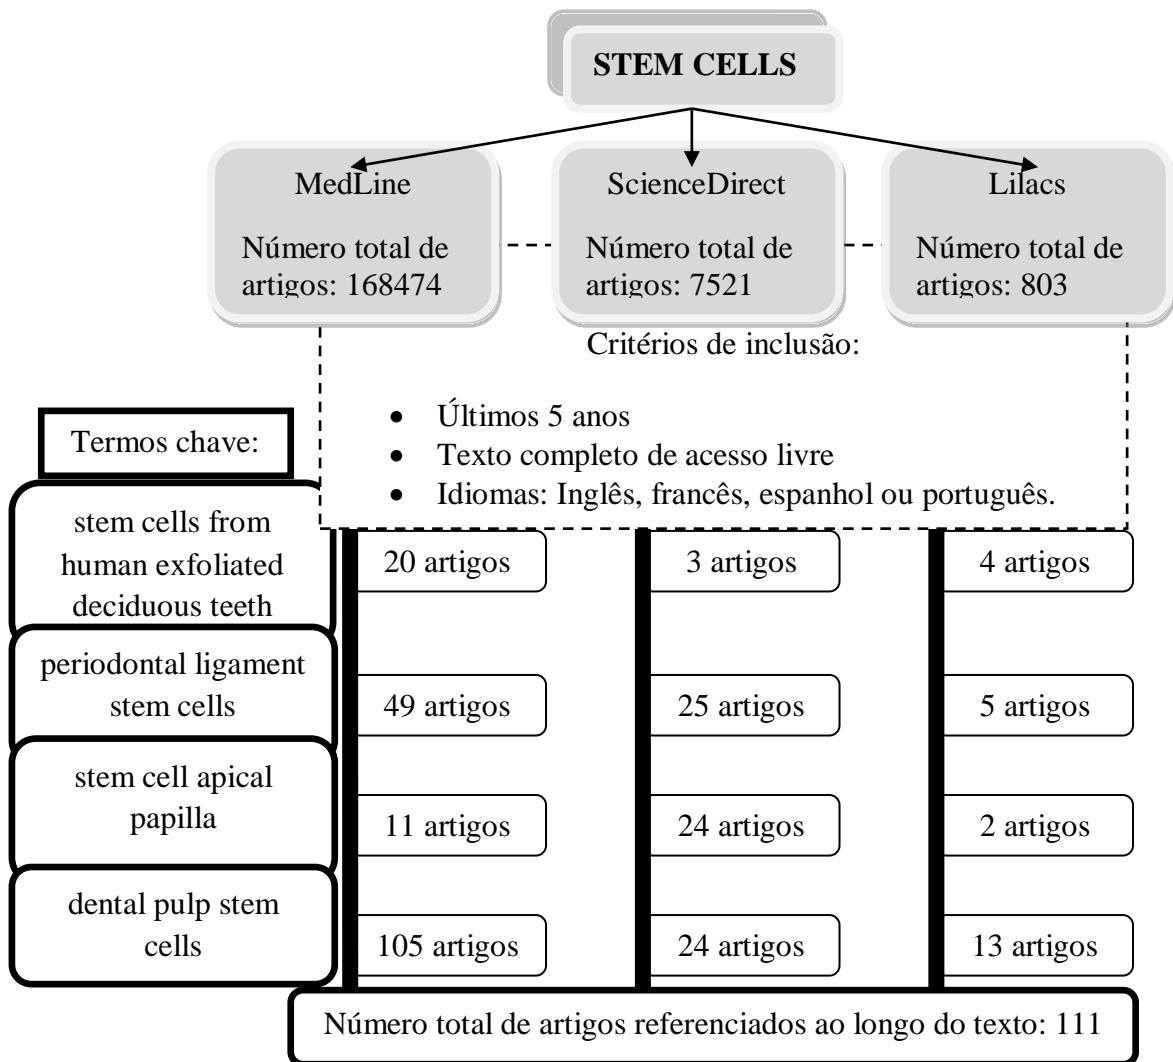 STEM CELLS
MedLine
Número total de
artigos: 168474
ScienceDirect
Número total de
artigos: 7521
Lilacs
Número total de
artigos: 803
Critérios de inclusão:
• Últimos 5 anos
• Texto completo de acesso livre
• Idiomas: Inglês, francês, espanhol ou português.
Termos chave:
stem cells from
human exfoliated
deciduous teeth
20 artigos
3 artigos
4 artigos
periodontal ligament
stem cells
49 artigos
25 artigos
5 artigos
stem cell apical
papilla
11 artigos
24 artigos
2 artigos
dental pulp stem
cells
105 artigos
24 artigos
13 artigos
Número total de artigos referenciados ao longo do texto: 111